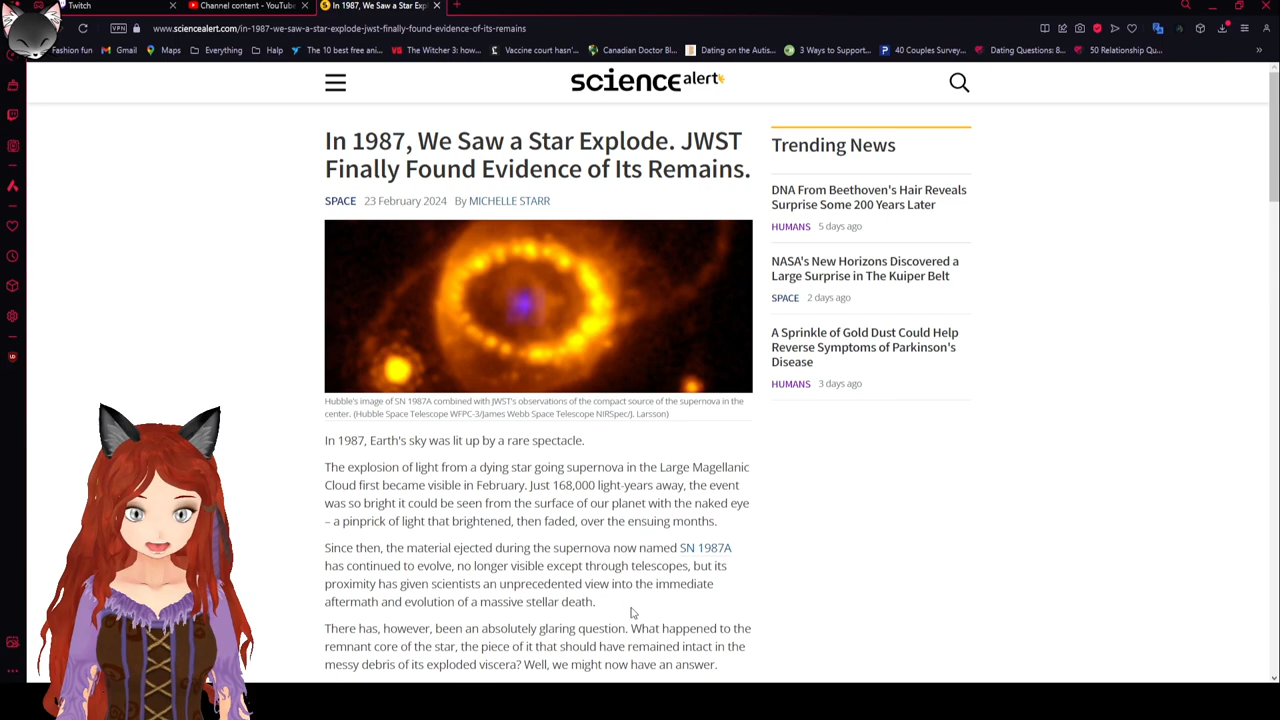 Twitch
Channel content - YouTube
In 1987, We Saw a Star Exp
VPN
www.sciencealert.com/in-1987-we-saw-a-star-explode-jwst-finally-found-evidence-of-its-remains
Fashion fun
Gmail
Maps
Everything
Halp
The 10 best free ani...
The Witcher 3: how...
Vaccine court hasn'...
Canadian Doctor Bl...
Dating on the Autis...
3 Ways to Support...
40 Couples Survey...
Dating Questions: 8...
50 Relationship Qu...
science alert
In 1987, We Saw a Star Explode. JWST
Finally Found Evidence of Its Remains.
SPACE 23 February 2024 By MICHELLE STARR
Hubble's image of SN 1987A combined with JWST's observations of the compact source of the supernova in the
center. (Hubble Space Telescope WFPC-3/James Webb Space Telescope NIRSpec/J. Larsson)
In 1987, Earth's sky was lit up by a rare spectacle.
The explosion of light from a dying star going supernova in the Large Magellanic
Cloud first became visible in February. Just 168,000 light-years away, the event
was so bright it could be seen from the surface of our planet with the naked eye
– a pinprick of light that brightened, then faded, over the ensuing months.
Since then, the material ejected during the supernova now named SN 1987A
has continued to evolve, no longer visible except through telescopes, but its
proximity has given scientists an unprecedented view into the immediate
aftermath and evolution of a massive stellar death.
There has, however, been an absolutely glaring question. What happened to the
remnant core of the star, the piece of it that should have remained intact in the
messy debris of its exploded viscera? Well, we might now have an answer.
Trending News
DNA From Beethoven's Hair Reveals
Surprise Some 200 Years Later
HUMANS 5 days ago
NASA's New Horizons Discovered a
Large Surprise in The Kuiper Belt
SPACE 2 days ago
A Sprinkle of Gold Dust Could Help
Reverse Symptoms of Parkinson's
Disease
HUMANS 3 days ago